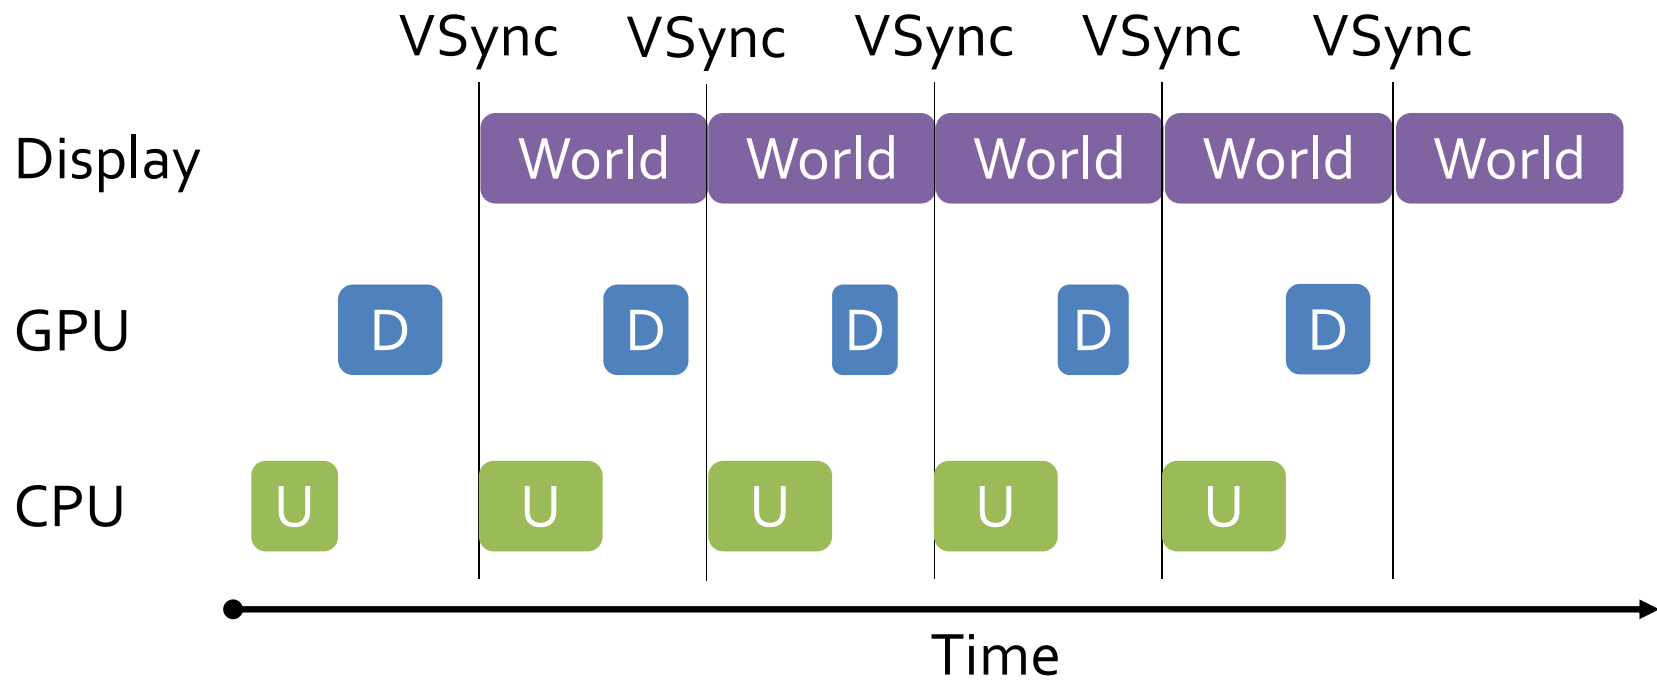 VSync VSync VSync VSync VSync
Display World World World World World
GPU D D D D D
CPU U U U U U
Time